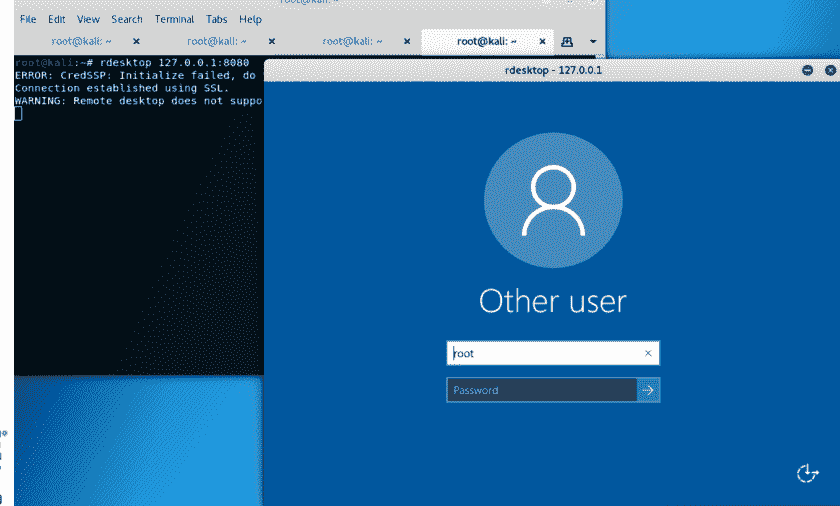 File Edit View Search Terminal Tabs Help
root@kali: ~ × root@kali: ~ × root@kali: ~ × root@kali: ~ ×
root@kali:~# rdesktop 127.0.0.1:8080
ERROR: CredSSP: Initialize failed, do
Connection established using SSL.
WARNING: Remote desktop does not suppo
rdesktop - 127.0.0.1
Other user
root
Password